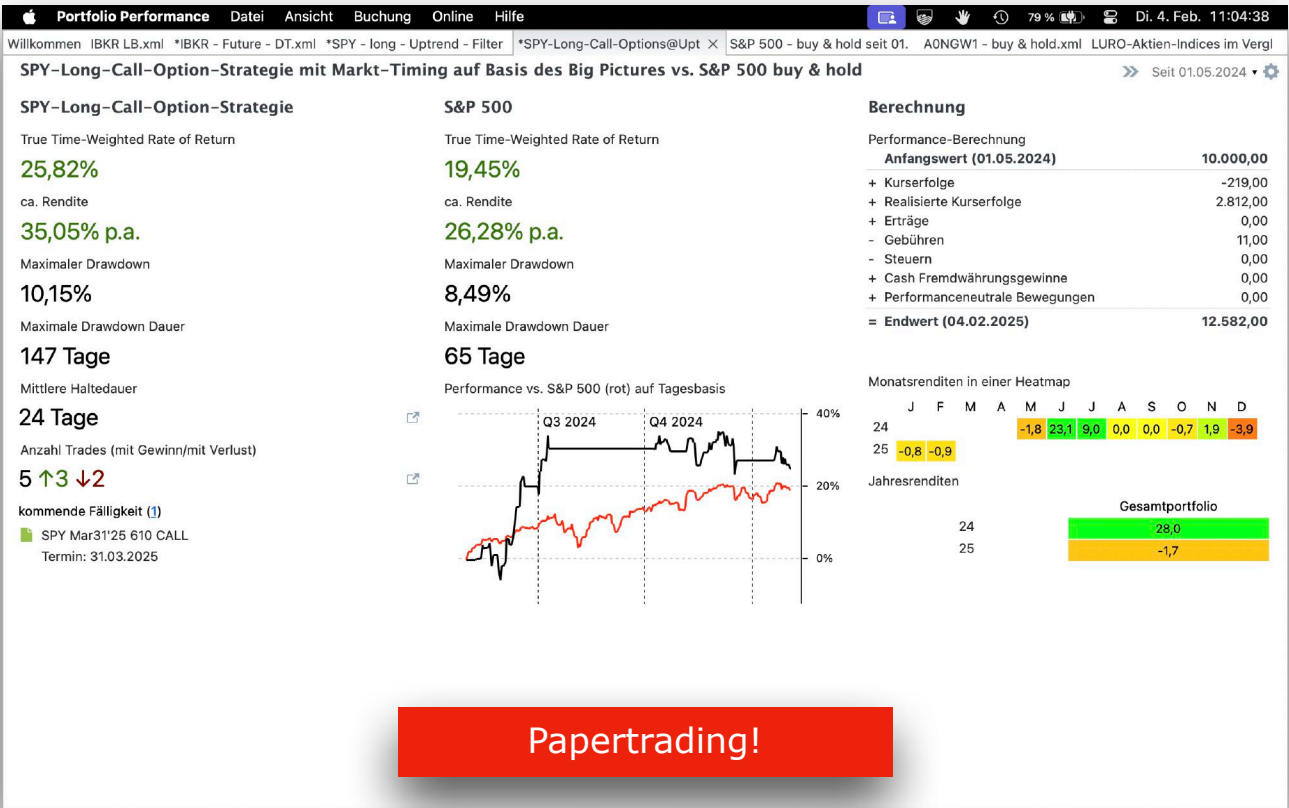 Portfolio Performance Datei Ansicht Buchung Online Hilfe 79 % Di. 4. Feb. 11:04:38
Willkommen IBKR LB.xml *IBKR - Future - DT.xml *SPY - long - Uptrend - Filter *SPY-Long-Call-Options@Upt × S&P 500 - buy & hold seit 01. A0NGW1 - buy & hold.xml LURO-Aktien-Indices im Vergl
SPY-Long-Call-Option-Strategie mit Markt-Timing auf Basis des Big Pictures vs. S&P 500 buy & hold
Seit 01.05.2024
SPY-Long-Call-Option-Strategie
True Time-Weighted Rate of Return
25,82%
ca. Rendite
35,05% p.a.
Maximaler Drawdown
10,15%
Maximale Drawdown Dauer
147 Tage
Mittlere Haltedauer
24 Tage
Anzahl Trades (mit Gewinn/mit Verlust)
5 ↑3 ↓2
kommende Fälligkeit (1)
SPY Mar31'25 610 CALL
Termin: 31.03.2025
S&P 500
True Time-Weighted Rate of Return
19,45%
ca. Rendite
26,28% p.a.
Maximaler Drawdown
8,49%
Maximale Drawdown Dauer
65 Tage
Performance vs. S&P 500 (rot) auf Tagesbasis
Q3 2024 Q4 2024
40%
20%
0%
Berechnung
Performance-Berechnung
Anfangswert (01.05.2024) 10.000,00
+ Kurserfolge -219,00
+ Realisierte Kurserfolge 2.812,00
+ Erträge 0,00
- Gebühren 11,00
- Steuern 0,00
+ Cash Fremdwährungsgewinne 0,00
+ Performanceneutrale Bewegungen 0,00
= Endwert (04.02.2025) 12.582,00
Monatsrenditen in einer Heatmap
J F M A M J J A S O N D
24 -1,8 23,1 9,0 0,0 0,0 -0,7 1,9 -3,9
25 -0,8 -0,9
Jahresrenditen
Gesamtportfolio
24 28,0
25 -1,7
Papertrading!